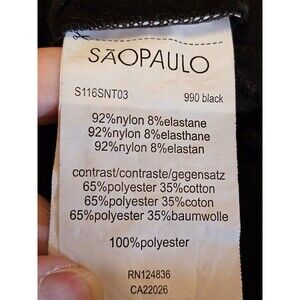 SÃOPAULO
S116SNT03 990 black
92%nylon 8%elastane
92%nylon 8%elasthane
92%nylon 8%elastan
contrast/contraste/gegensatz
65%polyester 35%cotton
65%polyester 35%coton
65%polyester 35%baumwolle
100%polyester
RN124836
CA22026